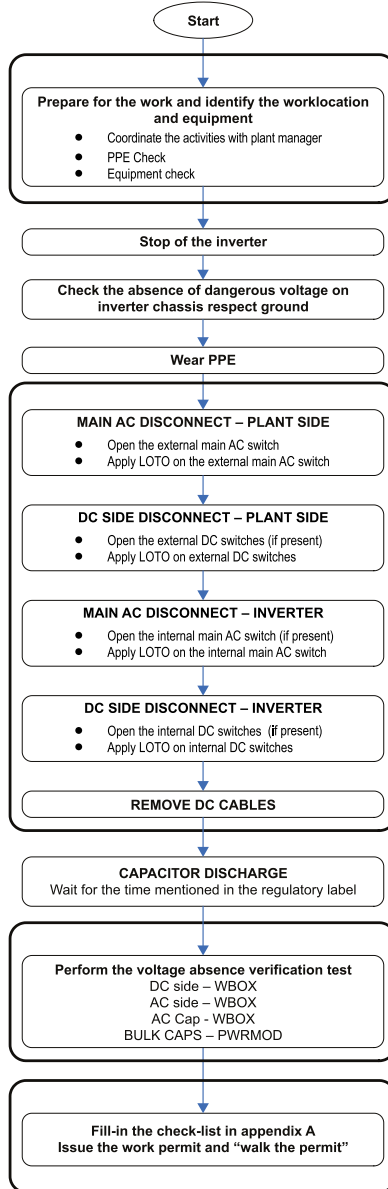 Start
Prepare for the work and identify the worklocation
and equipment
● Coordinate the activities with plant manager
● PPE Check
● Equipment check
Stop of the inverter
Check the absence of dangerous voltage on
inverter chassis respect ground
Wear PPE
MAIN AC DISCONNECT – PLANT SIDE
● Open the external main AC switch
● Apply LOTO on the external main AC switch
DC SIDE DISCONNECT – PLANT SIDE
● Open the external DC switches (if present)
● Apply LOTO on external DC switches
MAIN AC DISCONNECT – INVERTER
● Open the internal main AC switch (if present)
● Apply LOTO on the internal main AC switch
DC SIDE DISCONNECT – INVERTER
● Open the internal DC switches (if present)
● Apply LOTO on internal DC switches
REMOVE DC CABLES
CAPACITOR DISCHARGE
Wait for the time mentioned in the regulatory label
Perform the voltage absence verification test
DC side – WBOX
AC side – WBOX
AC Cap - WBOX
BULK CAPS – PWRMOD
Fill-in the check-list in appendix A
Issue the work permit and “walk the permit”